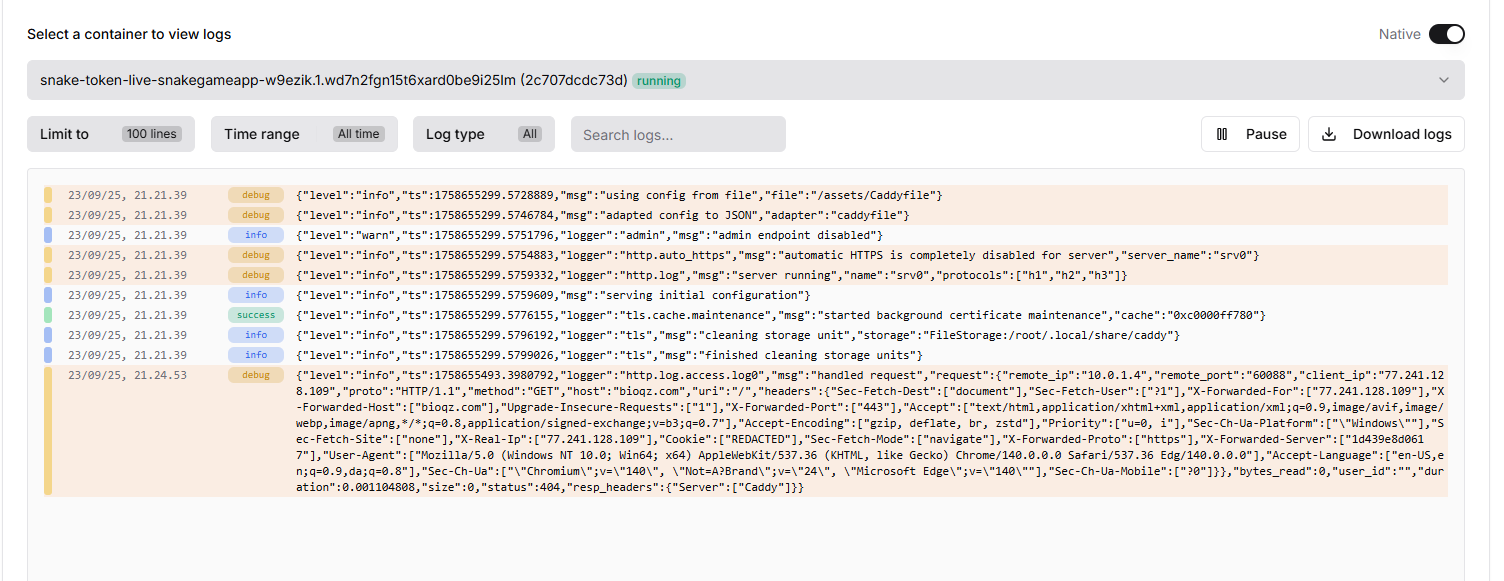 Select a container to view logs
Native
snake-token-live-snakegameapp-w9ezik.1.wd7n2fgn15t6xard0be9i25lm (2c707dcdc73d) running
Limit to 100 lines Time range All time Log type All Search logs... Pause Download logs
23/09/25, 21.21.39 debug {"level":"info","ts":1758655299.5728889,"msg":"using config from file","file":"/assets/Caddyfile"}
23/09/25, 21.21.39 debug {"level":"info","ts":1758655299.5746784,"msg":"adapted config to JSON","adapter":"caddyfile"}
23/09/25, 21.21.39 info {"level":"warn","ts":1758655299.5751796,"logger":"admin","msg":"admin endpoint disabled"}
23/09/25, 21.21.39 debug {"level":"info","ts":1758655299.5754883,"logger":"http.auto_https","msg":"automatic HTTPS is completely disabled for server","server_name":"srv0"}
23/09/25, 21.21.39 debug {"level":"info","ts":1758655299.5759332,"logger":"http.log","msg":"server running","name":"srv0","protocols":["h1","h2","h3"]}
23/09/25, 21.21.39 info {"level":"info","ts":1758655299.5759609,"msg":"serving initial configuration"}
23/09/25, 21.21.39 success {"level":"info","ts":1758655299.5776155,"logger":"tls.cache.maintenance","msg":"started background certificate maintenance","cache":"0xc0000ff780"}
23/09/25, 21.21.39 info {"level":"info","ts":1758655299.5796192,"logger":"tls","msg":"cleaning storage unit","storage":"FileStorage:/root/.local/share/caddy"}
23/09/25, 21.21.39 info {"level":"info","ts":1758655299.5799026,"logger":"tls","msg":"finished cleaning storage units"}
23/09/25, 21.24.53 debug {"level":"info","ts":1758655493.3980792,"logger":"http.log.access.log0","msg":"handled request","request":{"remote_ip":"10.0.1.4","remote_port":"60088","client_ip":"77.241.12
8.109","proto":"HTTP/1.1","method":"GET","host":"bioqz.com","uri":"/","headers":{"Sec-Fetch-Dest":["document"],"Sec-Fetch-User":["?1"],"X-Forwarded-For":["77.241.128.109"],"X
-Forwarded-Host":["bioqz.com"],"Upgrade-Insecure-Requests":["1"],"X-Forwarded-Port":["443"],"Accept":["text/html,application/xhtml+xml,application/xml;q=0.9,image/avif,image/
webp,image/apng,*/*;q=0.8,application/signed-exchange;v=b3;q=0.7"],"Accept-Encoding":["gzip, deflate, br, zstd"],"Priority":["u=0, i"],"Sec-Ch-Ua-Platform":["\"Windows\""],"S
ec-Fetch-Site":["none"],"X-Real-Ip":["77.241.128.109"],"Cookie":["REDACTED"],"Sec-Fetch-Mode":["navigate"],"X-Forwarded-Proto":["https"],"X-Forwarded-Server":["1d439e8d061
7"],"User-Agent":["Mozilla/5.0 (Windows NT 10.0; Win64; x64) AppleWebKit/537.36 (KHTML, like Gecko) Chrome/140.0.0.0 Safari/537.36 Edg/140.0.0.0"],"Accept-Language":["en-US,e
n;q=0.9,da;q=0.8"],"Sec-Ch-Ua":["\"Chromium\";v=\"140\", \"Not=A?Brand\";v=\"24\", \"Microsoft Edge\";v=\"140\""],"Sec-Ch-Ua-Mobile":["?0"]}},"bytes_read":0,"user_id":"","dur
ation":0.001104808,"size":0,"status":404,"resp_headers":{"Server":["Caddy"]}}